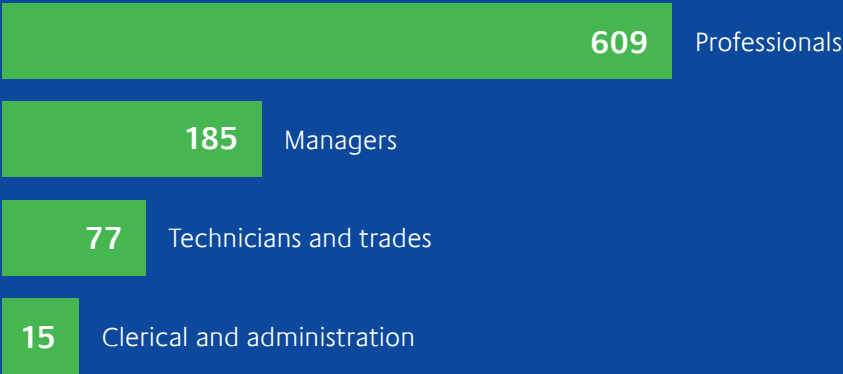 609 Professionals
185 Managers
77 Technicians and trades
15 Clerical and administration